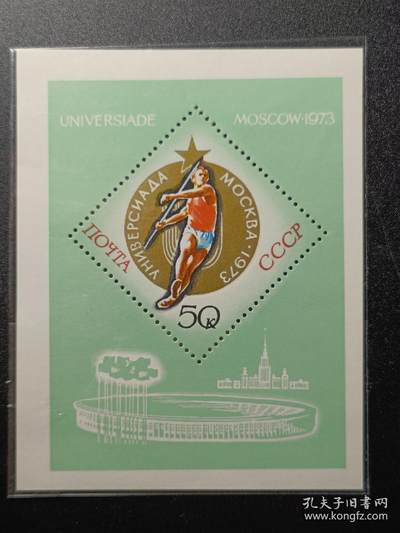 UNIVERSIADE MOSCOW·1973
УНИВЕРСИАДА МОСКВА·1973
ПОЧТА СССР
50к
孔夫子旧书网
www.kongfz.com